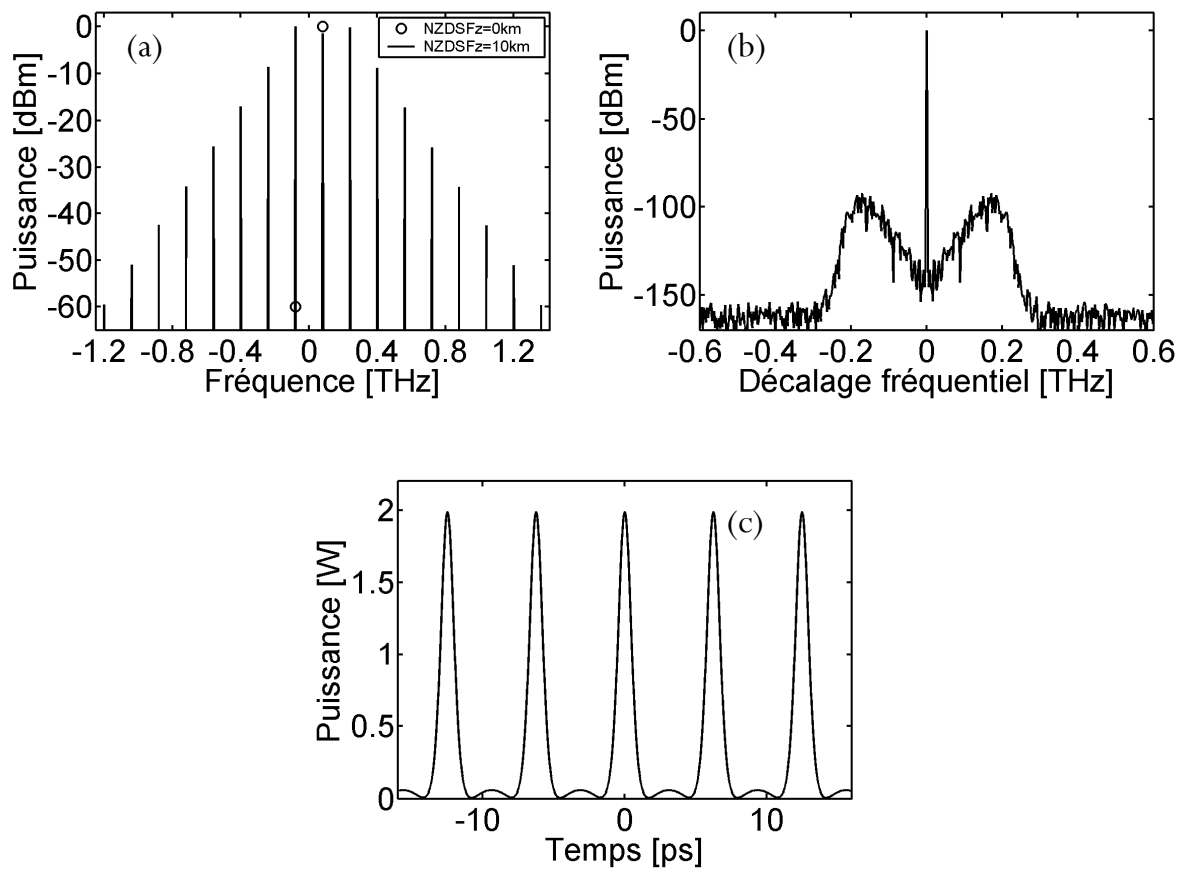 (a)
NZDSFz=0km
NZDSFz=10km
Puissance [dBm]
0
-10
-20
-30
-40
-50
-60
-1.2 -0.8 -0.4 0 0.4 0.8 1.2
Fréquence [THz]
(b)
Puissance [dBm]
0
-50
-100
-150
-0.6 -0.4 -0.2 0 0.2 0.4 0.6
Décalage fréquentiel [THz]
(c)
Puissance [W]
2
1.5
1
0.5
0
-10 0 10
Temps [ps]